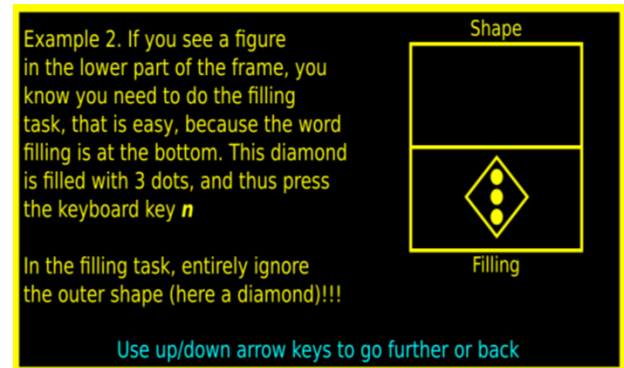 Example 2. If you see a figure
in the lower part of the frame, you
know you need to do the filling
task, that is easy, because the word
filling is at the bottom. This diamond
is filled with 3 dots, and thus press
the keyboard key n
In the filling task, entirely ignore
the outer shape (here a diamond)!!!
Shape
Filling
Use up/down arrow keys to go further or back